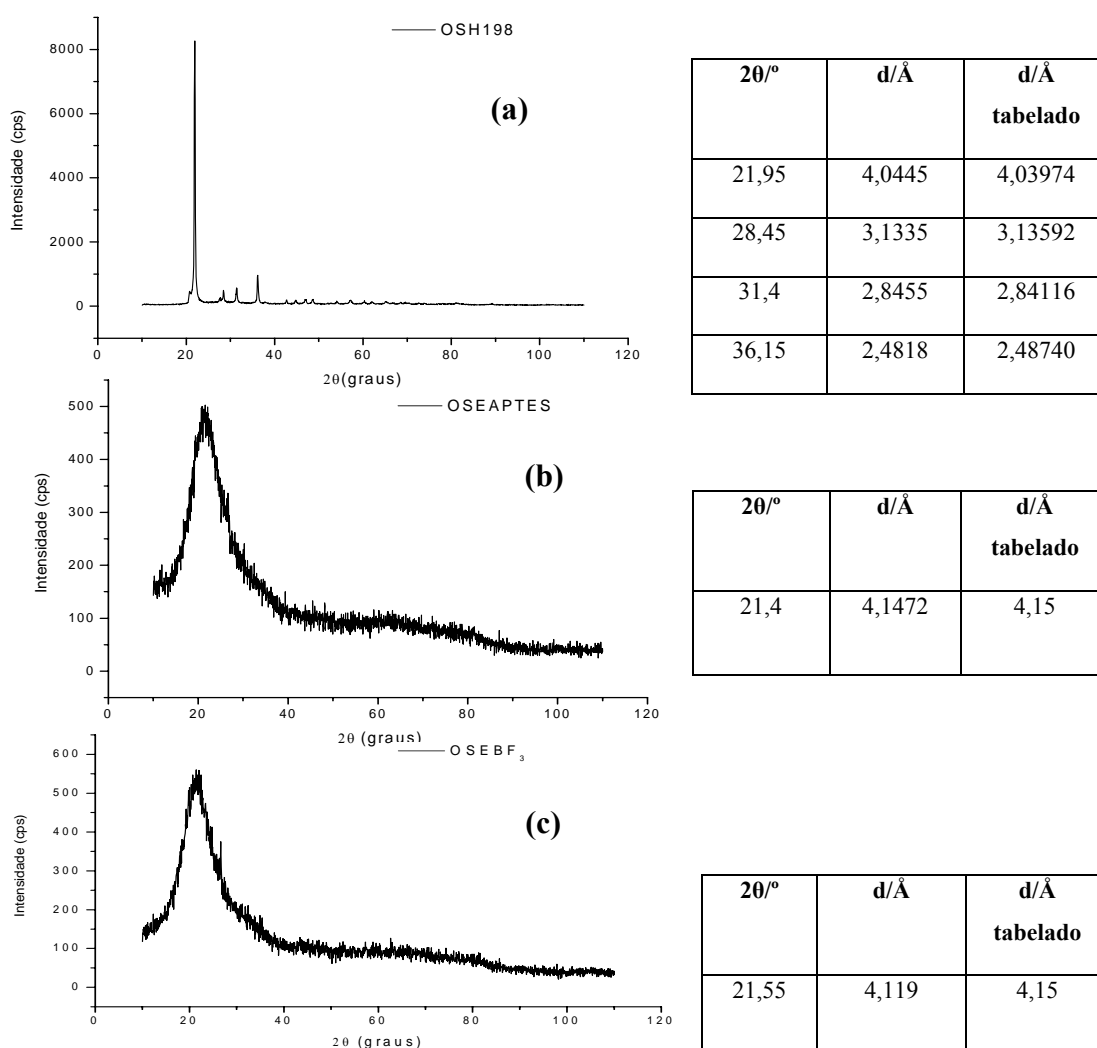 OSH198
(a)
Intensidade (cps)
8000
6000
4000
2000
0
0 20 40 60 80 100 120
2θ(graus)
2θ/º d/Å d/Å tabelado
21,95 4,0445 4,03974
28,45 3,1335 3,13592
31,4 2,8455 2,84116
36,15 2,4818 2,48740
OSEAPTES
(b)
Intensidade (cps)
500
400
300
200
100
0
0 20 40 60 80 100 120
2θ (graus)
2θ/º d/Å d/Å tabelado
21,4 4,1472 4,15
OSEBF₃
(c)
Intensidade (cps)
600
500
400
300
200
100
0
0 20 40 60 80 100 120
2θ (graus)
2θ/º d/Å d/Å tabelado
21,55 4,119 4,15